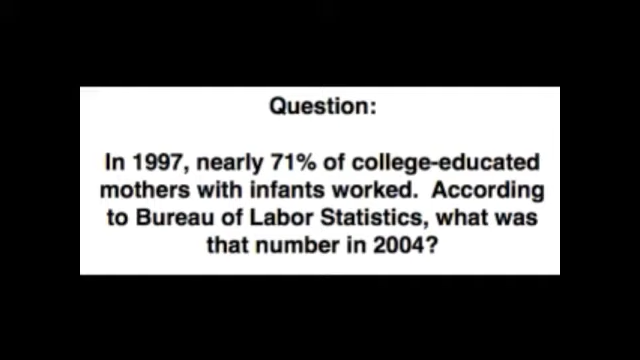 Question:
In 1997, nearly 71% of college-educated
mothers with infants worked.  According
to Bureau of Labor Statistics, what was
that number in 2004?